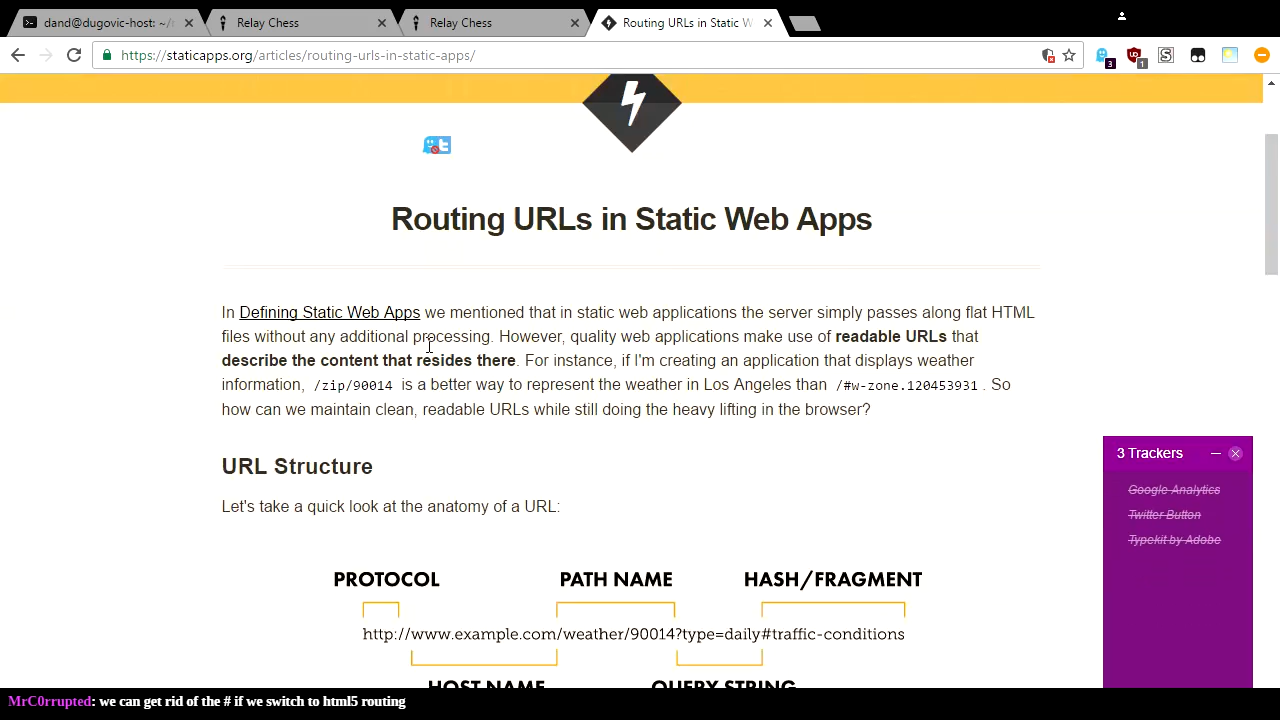 dand@dugovic-host: ~/
Relay Chess
Relay Chess
Routing URLs in Static W
https://staticapps.org/articles/routing-urls-in-static-apps/
3
1
Routing URLs in Static Web Apps
In Defining Static Web Apps we mentioned that in static web applications the server simply passes along flat HTML
files without any additional processing. However, quality web applications make use of readable URLs that
describe the content that resides there. For instance, if I'm creating an application that displays weather
information, /zip/90014 is a better way to represent the weather in Los Angeles than /#w-zone.120453931 . So
how can we maintain clean, readable URLs while still doing the heavy lifting in the browser?
URL Structure
Let's take a quick look at the anatomy of a URL:
PROTOCOL PATH NAME HASH/FRAGMENT
http://www.example.com/weather/90014?type=daily#traffic-conditions
HOST NAME QUERY STRING
3 Trackers
Google Analytics
Twitter Button
Typekit by Adobe
MrC0rrupted: we can get rid of the # if we switch to html5 routing